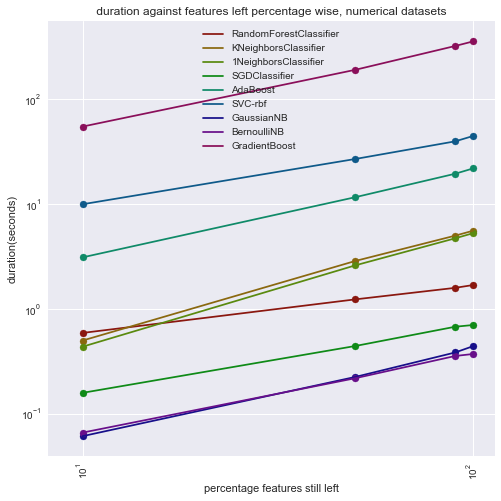 duration against features left percentage wise, numerical datasets
RandomForestClassifier
KNeighborsClassifier
1NeighborsClassifier
SGDClassifier
AdaBoost
SVC-rbf
GaussianNB
BernoulliNB
GradientBoost
duration(seconds)
10²
10¹
10⁰
10⁻¹
10¹ 10²
percentage features still left